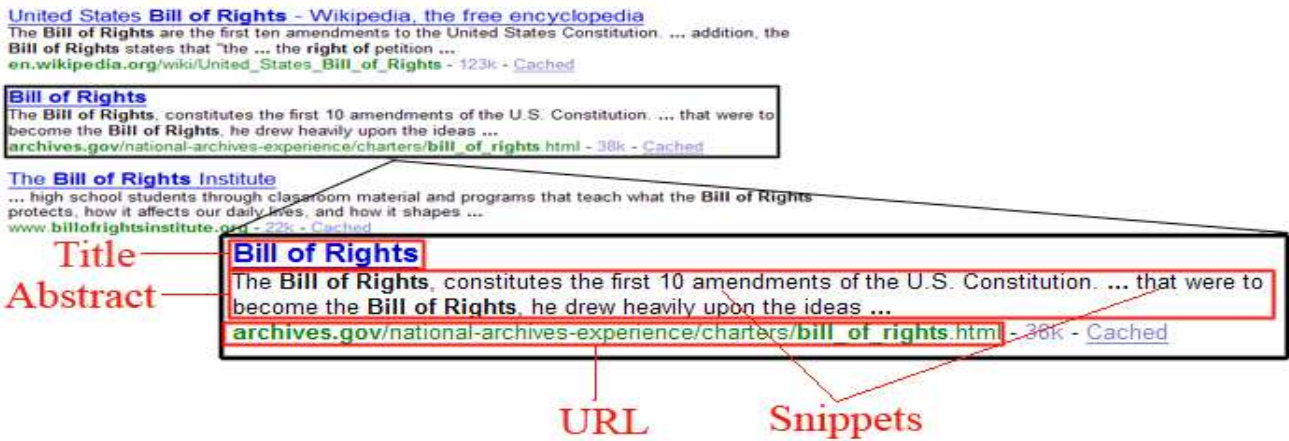 United States Bill of Rights - Wikipedia, the free encyclopedia
The Bill of Rights are the first ten amendments to the United States Constitution. ... addition, the
Bill of Rights states that "the ... the right of petition ...
en.wikipedia.org/wiki/United_States_Bill_of_Rights - 123k - Cached
Bill of Rights
The Bill of Rights, constitutes the first 10 amendments of the U.S. Constitution. ... that were to
become the Bill of Rights, he drew heavily upon the ideas ...
archives.gov/national-archives-experience/charters/bill_of_rights.html - 38k - Cached
The Bill of Rights Institute
... high school students through classroom material and programs that teach what the Bill of Rights
protects, how it affects our daily lives, and how it shapes ...
www.billofrightsinstitute.org - 22k - Cached
Title
Bill of Rights
Abstract
The Bill of Rights, constitutes the first 10 amendments of the U.S. Constitution. ... that were to
become the Bill of Rights, he drew heavily upon the ideas ...
archives.gov/national-archives-experience/charters/bill_of_rights.html - 38k - Cached
URL
Snippets